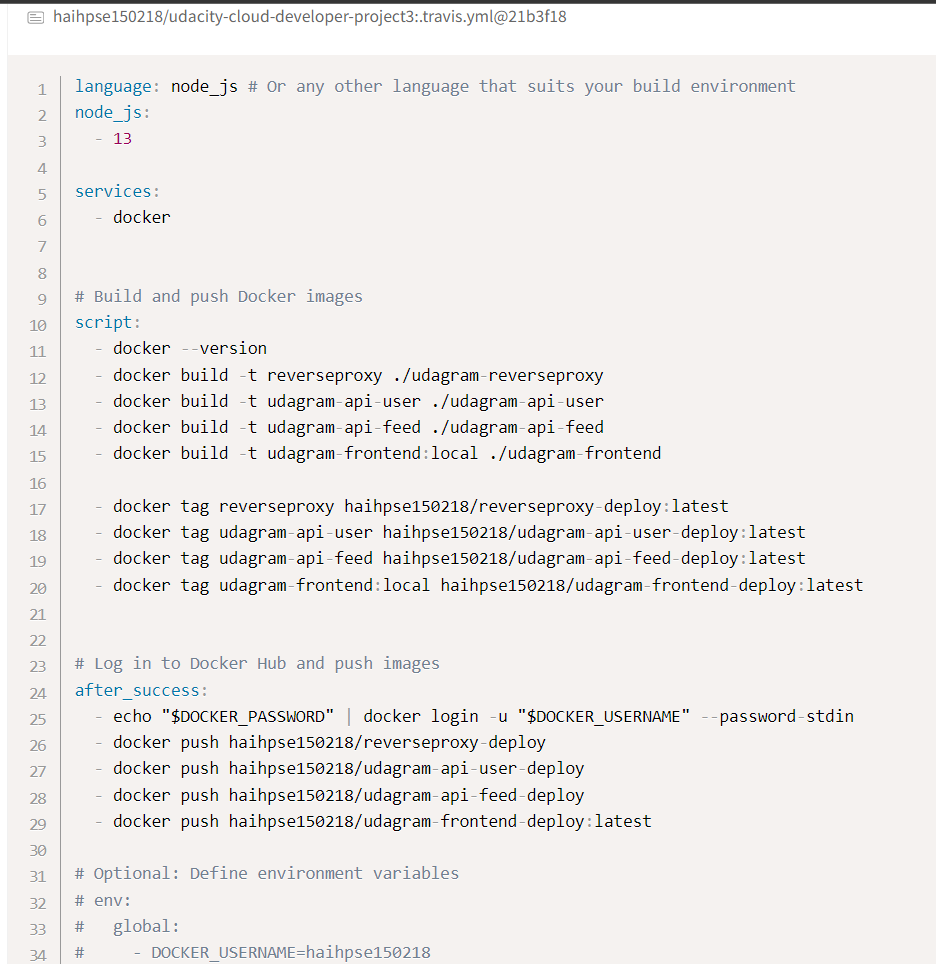 haihpse150218/udacity-cloud-developer-project3:.travis.yml@21b3f18
1 language: node_js # Or any other language that suits your build environment
2 node_js:
3   - 13
4
5 services:
6   - docker
7
8
9 # Build and push Docker images
10 script:
11   - docker --version
12   - docker build -t reverseproxy ./udagram-reverseproxy
13   - docker build -t udagram-api-user ./udagram-api-user
14   - docker build -t udagram-api-feed ./udagram-api-feed
15   - docker build -t udagram-frontend:local ./udagram-frontend
16
17   - docker tag reverseproxy haihpse150218/reverseproxy-deploy:latest
18   - docker tag udagram-api-user haihpse150218/udagram-api-user-deploy:latest
19   - docker tag udagram-api-feed haihpse150218/udagram-api-feed-deploy:latest
20   - docker tag udagram-frontend:local haihpse150218/udagram-frontend-deploy:latest
21
22
23 # Log in to Docker Hub and push images
24 after_success:
25   - echo "$DOCKER_PASSWORD" | docker login -u "$DOCKER_USERNAME" --password-stdin
26   - docker push haihpse150218/reverseproxy-deploy
27   - docker push haihpse150218/udagram-api-user-deploy
28   - docker push haihpse150218/udagram-api-feed-deploy
29   - docker push haihpse150218/udagram-frontend-deploy:latest
30
31 # Optional: Define environment variables
32 # env:
33 #   global:
34 #     - DOCKER_USERNAME=haihpse150218